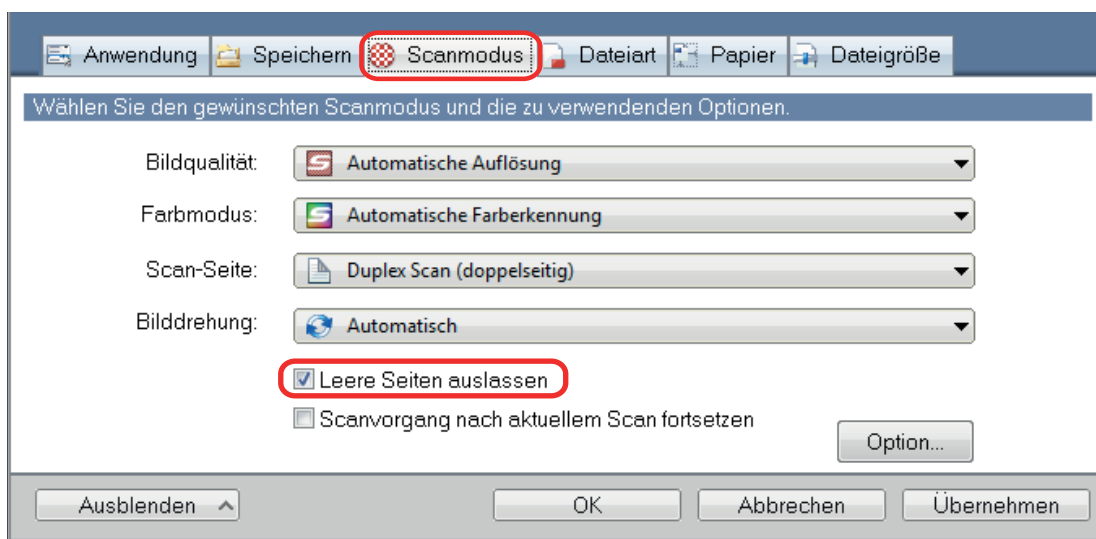 Anwendung Speichern Scanmodus Dateiart Papier Dateigröße
Wählen Sie den gewünschten Scanmodus und die zu verwendenden Optionen.
Bildqualität: Automatische Auflösung
Farbmodus: Automatische Farberkennung
Scan-Seite: Duplex Scan (doppelseitig)
Bilddrehung: Automatisch
Leere Seiten auslassen
Scanvorgang nach aktuellem Scan fortsetzen
Option...
Ausblenden OK Abbrechen Übernehmen